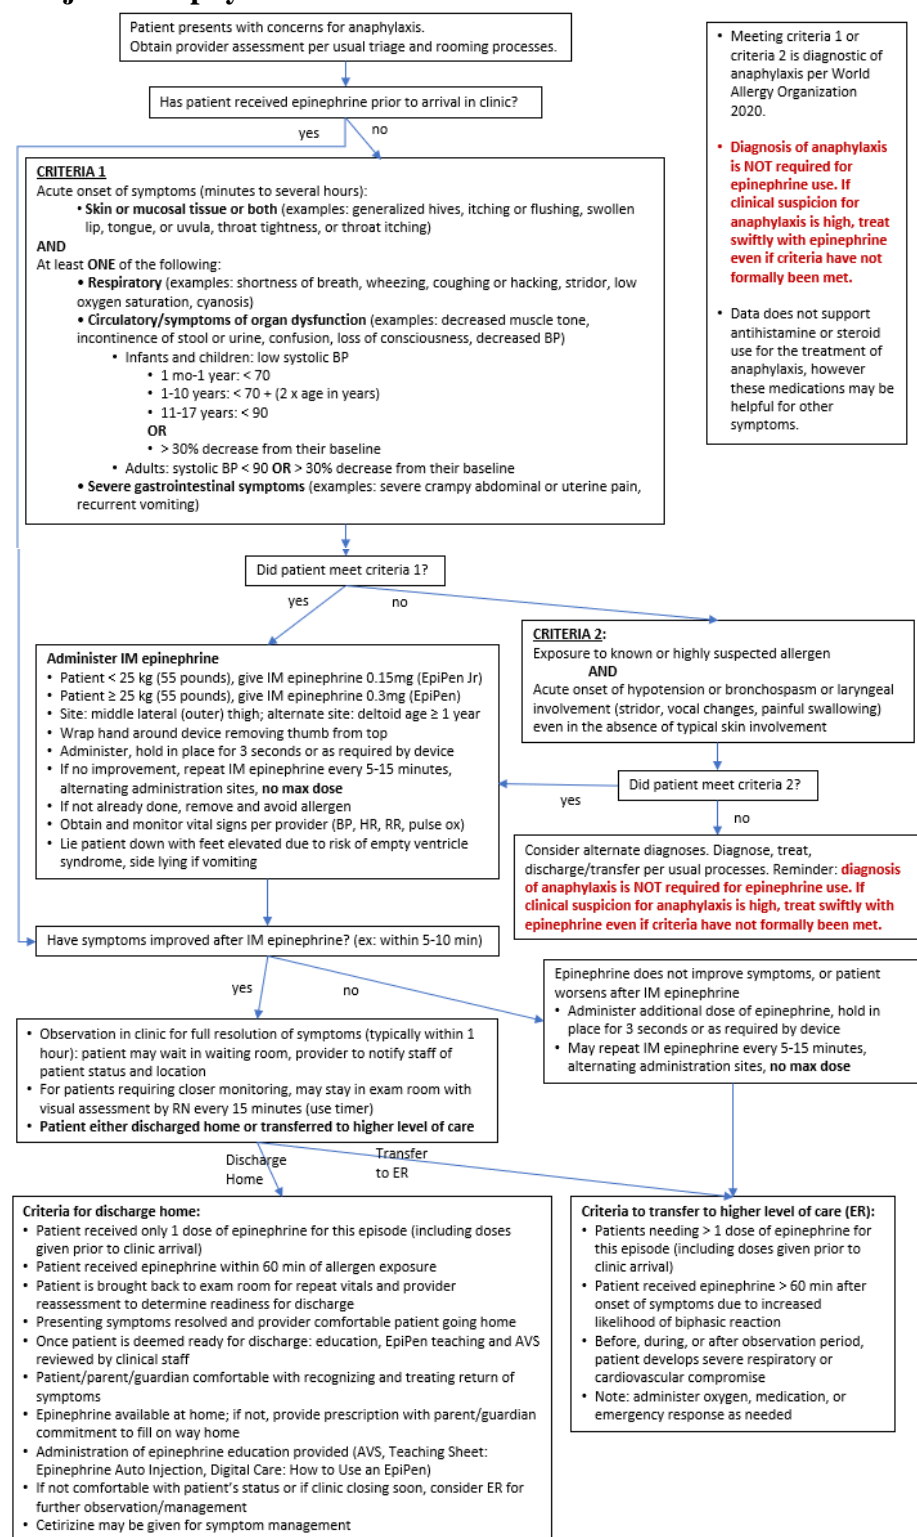 Patient presents with concerns for anaphylaxis.
Obtain provider assessment per usual triage and rooming processes.
Has patient received epinephrine prior to arrival in clinic?
yes
no
• Meeting criteria 1 or
criteria 2 is diagnostic of
anaphylaxis per World
Allergy Organization
2020.
• Diagnosis of anaphylaxis
is NOT required for
epinephrine use. If
clinical suspicion for
anaphylaxis is high, treat
swiftly with epinephrine
even if criteria have not
formally been met.
• Data does not support
antihistamine or steroid
use for the treatment of
anaphylaxis, however
these medications may be
helpful for other
symptoms.
CRITERIA 1
Acute onset of symptoms (minutes to several hours):
• Skin or mucosal tissue or both (examples: generalized hives, itching or flushing, swollen
lip, tongue, or uvula, throat tightness, or throat itching)
AND
At least ONE of the following:
• Respiratory (examples: shortness of breath, wheezing, coughing or hacking, stridor, low
oxygen saturation, cyanosis)
• Circulatory/symptoms of organ dysfunction (examples: decreased muscle tone,
incontinence of stool or urine, confusion, loss of consciousness, decreased BP)
• Infants and children: low systolic BP
• 1 mo-1 year: < 70
• 1-10 years: < 70 + (2 x age in years)
• 11-17 years: < 90
OR
• > 30% decrease from their baseline
• Adults: systolic BP < 90 OR > 30% decrease from their baseline
• Severe gastrointestinal symptoms (examples: severe crampy abdominal or uterine pain,
recurrent vomiting)
Did patient meet criteria 1?
yes
no
Administer IM epinephrine
• Patient < 25 kg (55 pounds), give IM epinephrine 0.15mg (EpiPen Jr)
• Patient ≥ 25 kg (55 pounds), give IM epinephrine 0.3mg (EpiPen)
• Site: middle lateral (outer) thigh; alternate site: deltoid age ≥ 1 year
• Wrap hand around device removing thumb from top
• Administer, hold in place for 3 seconds or as required by device
• If no improvement, repeat IM epinephrine every 5-15 minutes,
alternating administration sites, no max dose
• If not already done, remove and avoid allergen
• Obtain and monitor vital signs per provider (BP, HR, RR, pulse ox)
• Lie patient down with feet elevated due to risk of empty ventricle
syndrome, side lying if vomiting
CRITERIA 2:
Exposure to known or highly suspected allergen
AND
Acute onset of hypotension or bronchospasm or laryngeal
involvement (stridor, vocal changes, painful swallowing)
even in the absence of typical skin involvement
Did patient meet criteria 2?
yes
no
Consider alternate diagnoses. Diagnose, treat,
discharge/transfer per usual processes. Reminder: diagnosis
of anaphylaxis is NOT required for epinephrine use. If
clinical suspicion for anaphylaxis is high, treat swiftly with
epinephrine even if criteria have not formally been met.
Have symptoms improved after IM epinephrine? (ex: within 5-10 min)
yes
no
Epinephrine does not improve symptoms, or patient
worsens after IM epinephrine
• Administer additional dose of epinephrine, hold in
place for 3 seconds or as required by device
• May repeat IM epinephrine every 5-15 minutes,
alternating administration sites, no max dose
• Observation in clinic for full resolution of symptoms (typically within 1
hour): patient may wait in waiting room, provider to notify staff of
patient status and location
• For patients requiring closer monitoring, may stay in exam room with
visual assessment by RN every 15 minutes (use timer)
• Patient either discharged home or transferred to higher level of care
Discharge
Home
Transfer
to ER
Criteria for discharge home:
• Patient received only 1 dose of epinephrine for this episode (including doses
given prior to clinic arrival)
• Patient received epinephrine within 60 min of allergen exposure
• Patient is brought back to exam room for repeat vitals and provider
reassessment to determine readiness for discharge
• Presenting symptoms resolved and provider comfortable patient going home
• Once patient is deemed ready for discharge: education, EpiPen teaching and AVS
reviewed by clinical staff
• Patient/parent/guardian comfortable with recognizing and treating return of
symptoms
• Epinephrine available at home; if not, provide prescription with parent/guardian
commitment to fill on way home
• Administration of epinephrine education provided (AVS, Teaching Sheet:
Epinephrine Auto Injection, Digital Care: How to Use an EpiPen)
• If not comfortable with patient's status or if clinic closing soon, consider ER for
further observation/management
• Cetirizine may be given for symptom management
Criteria to transfer to higher level of care (ER):
• Patients needing > 1 dose of epinephrine for
this episode (including doses given prior to
clinic arrival)
• Patient received epinephrine > 60 min after
onset of symptoms due to increased
likelihood of biphasic reaction
• Before, during, or after observation period,
patient develops severe respiratory or
cardiovascular compromise
• Note: administer oxygen, medication, or
emergency response as needed